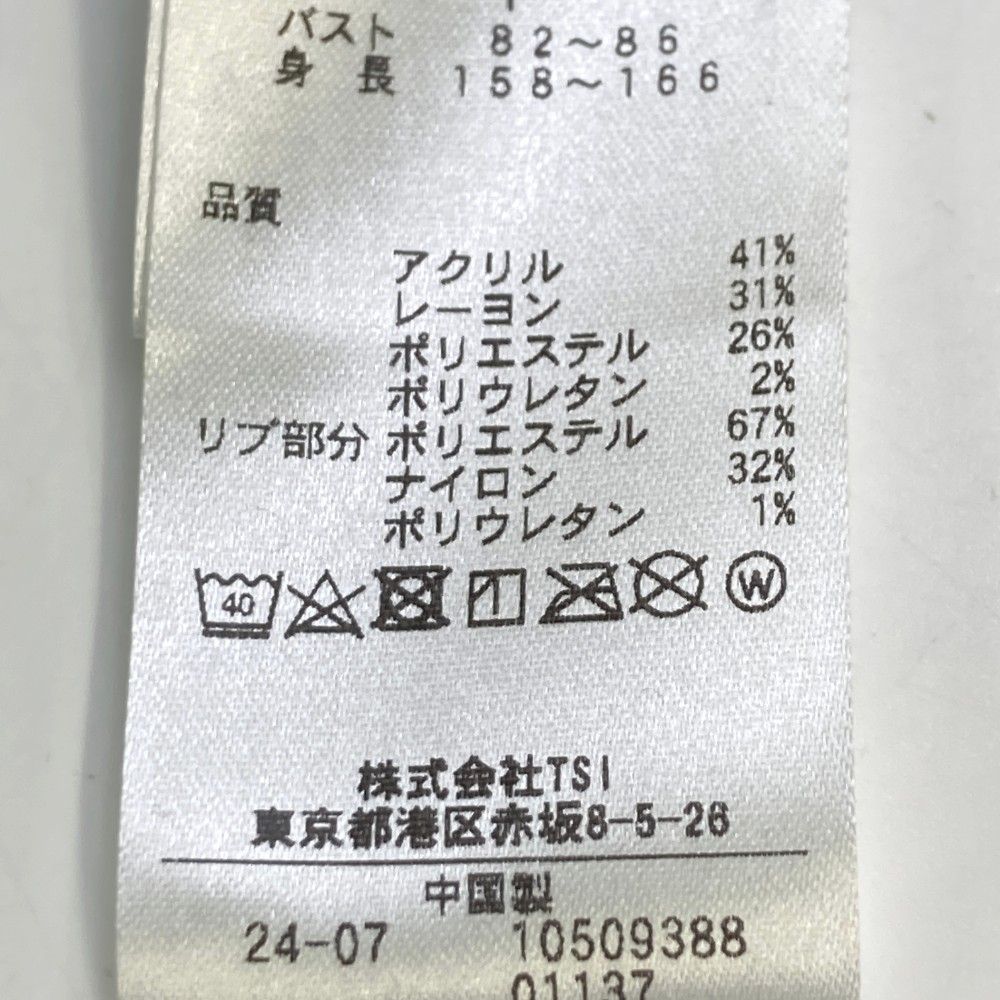 バスト 82～86
身 長 158～166
品質
アクリル 41%
レーヨン 31%
ポリエステル 26%
ポリウレタン 2%
リブ部分 ポリエステル 67%
ナイロン 32%
ポリウレタン 1%
40 W
株式会社TSI
東京都港区赤坂8-5-26
中国製
24-07 10509388
01137